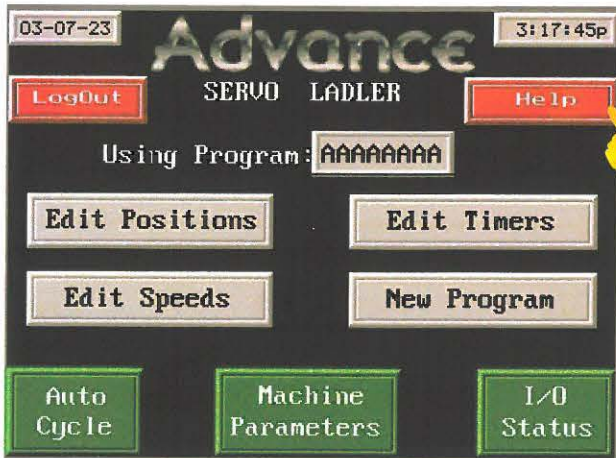 03-07-23
Advance
3:17:45p
LogOut
SERVO LADLER
Help
Using Program: AAAAAAAA
Edit Positions
Edit Timers
Edit Speeds
New Program
Auto
Cycle
Machine
Parameters
I/O
Status